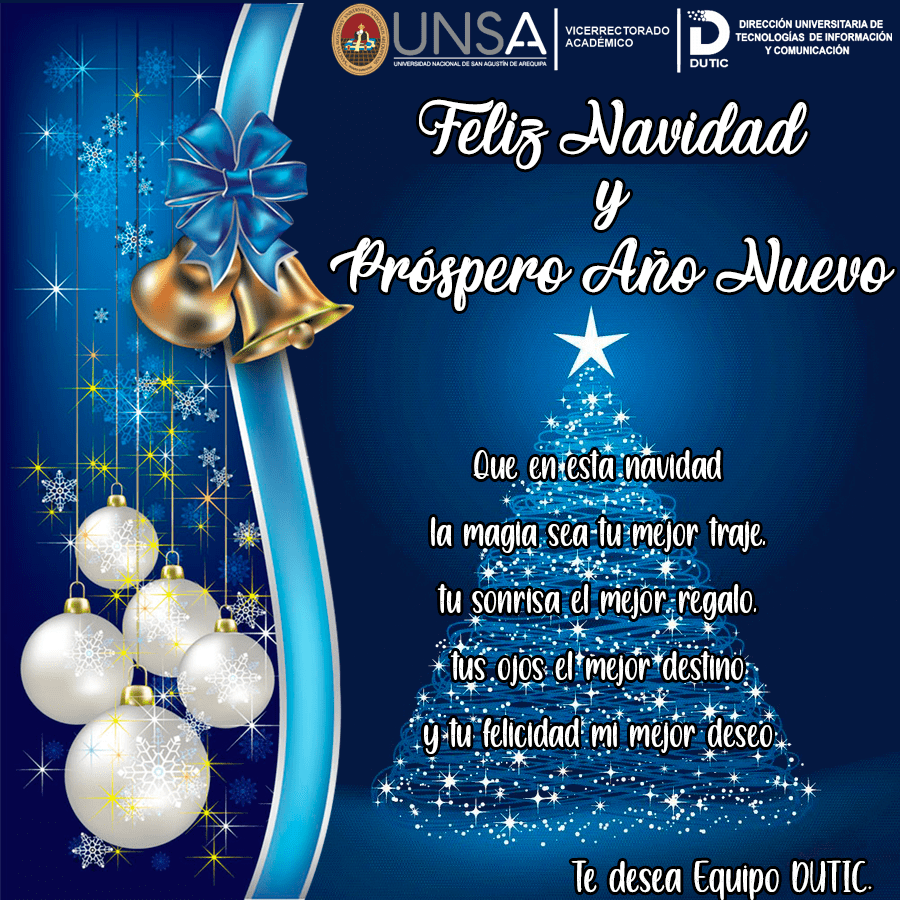 UNSA
UNIVERSIDAD NACIONAL DE SAN AGUSTÍN DE AREQUIPA
VICERRECTORADO
ACADÉMICO
DUTIC
DIRECCIÓN UNIVERSITARIA DE
TECNOLOGÍAS DE INFORMACIÓN
Y COMUNICACIÓN
Feliz Navidad
y
Próspero Año Nuevo
Que en esta navidad
la magia sea tu mejor traje,
tu sonrisa el mejor regalo,
tus ojos el mejor destino
y tu felicidad mi mejor deseo
Te desea Equipo DUTIC.